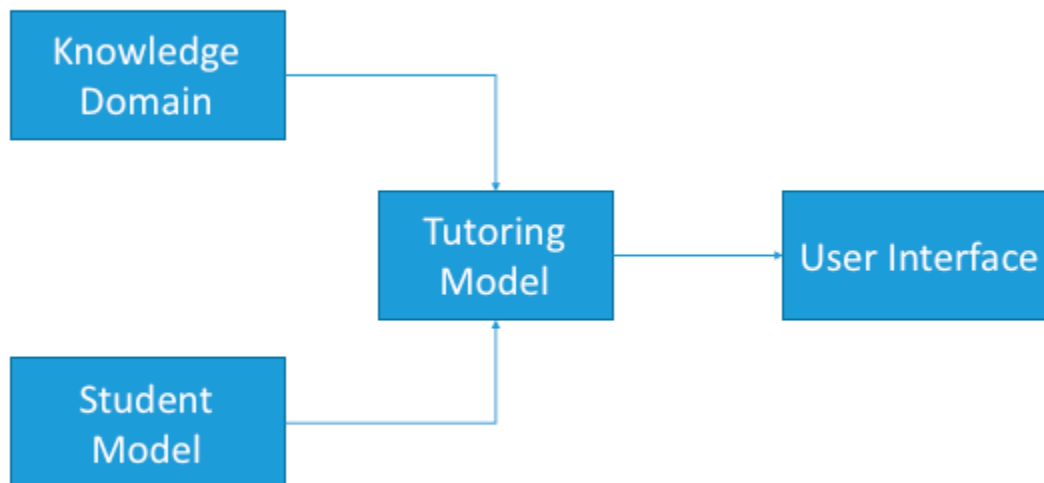 Knowledge
Domain
Tutoring
Model
User Interface
Student
Model